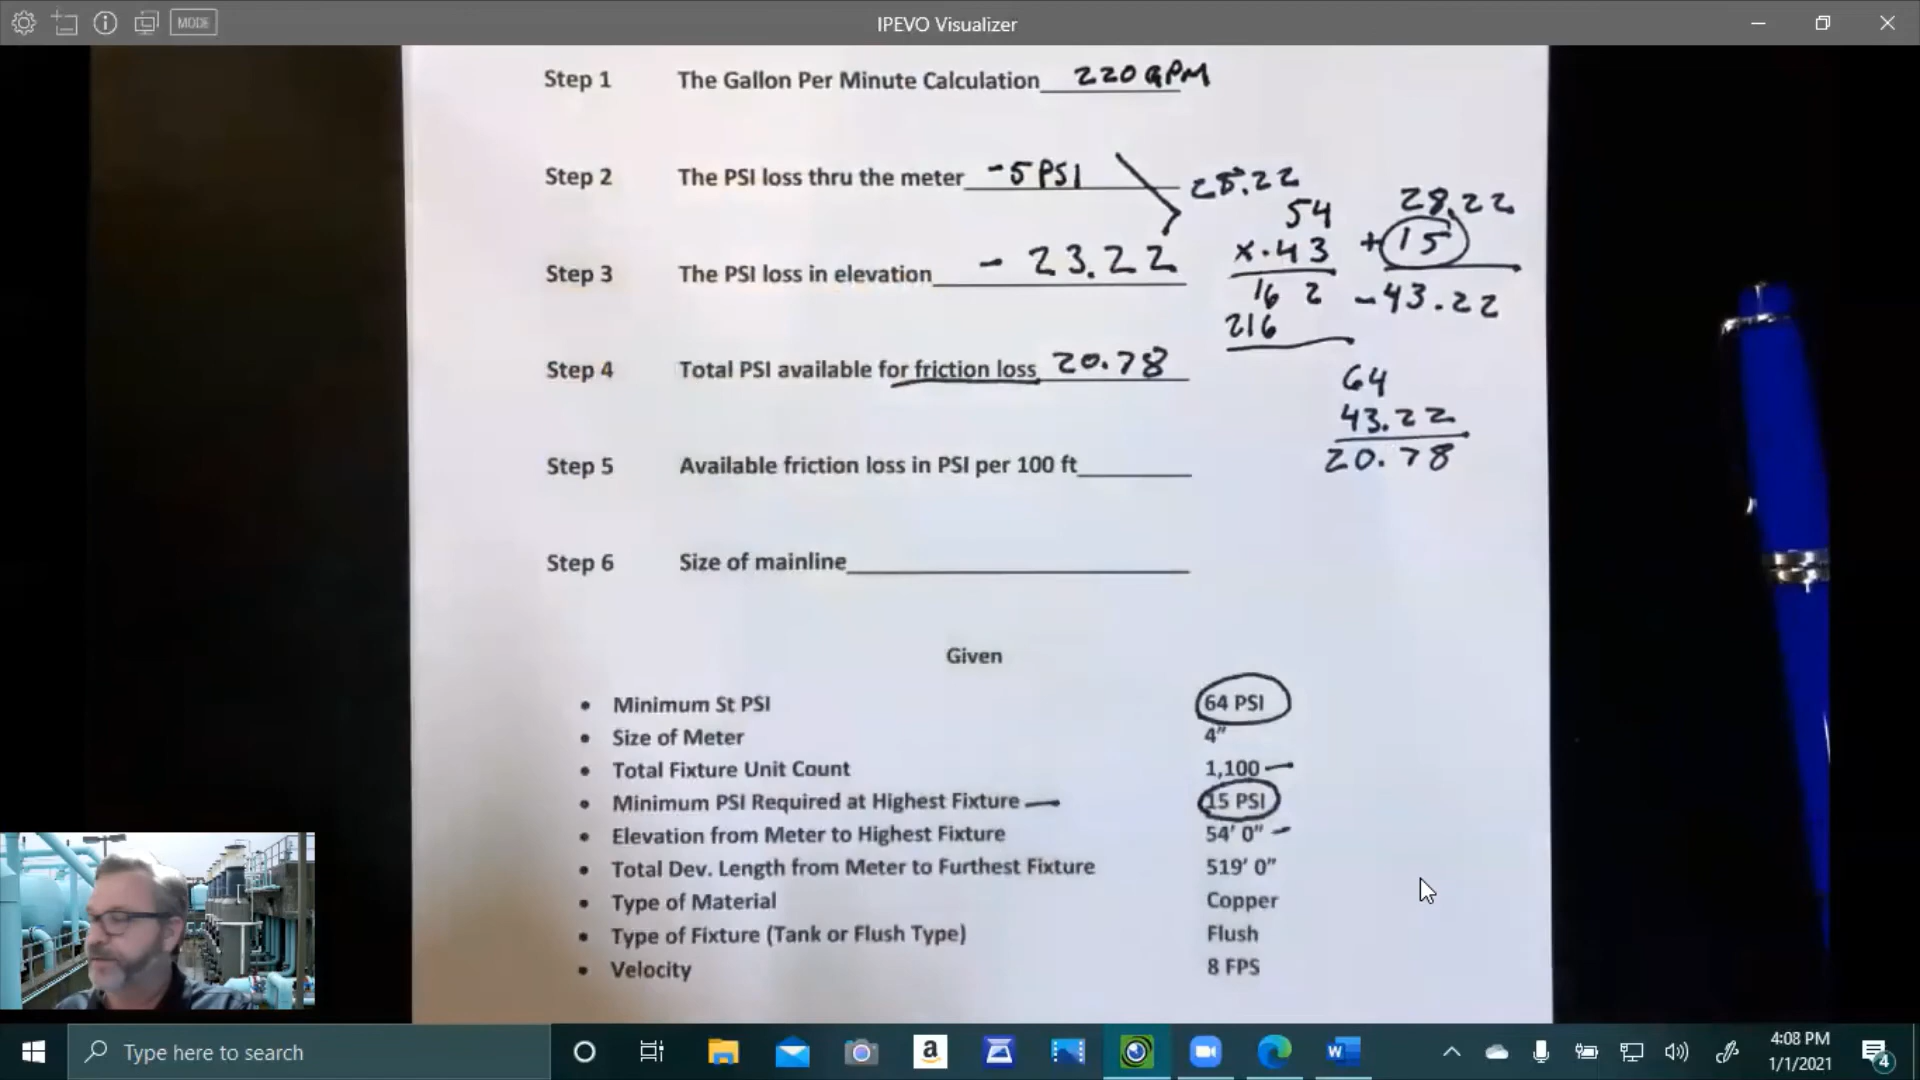 MODE
IPEVO Visualizer
Step 1 The Gallon Per Minute Calculation 220 GPM
Step 2 The PSI loss thru the meter -5 PSI
28.22
54
x.43
16 2
216
28.22
+ 15
-43.22
Step 3 The PSI loss in elevation - 23.22
Step 4 Total PSI available for friction loss 20.78
64
43.22
20.78
Step 5 Available friction loss in PSI per 100 ft
Step 6 Size of mainline
Given
• Minimum St PSI 64 PSI
• Size of Meter 4"
• Total Fixture Unit Count 1,100
• Minimum PSI Required at Highest Fixture 15 PSI
• Elevation from Meter to Highest Fixture 54' 0"
• Total Dev. Length from Meter to Furthest Fixture 519' 0"
• Type of Material Copper
• Type of Fixture (Tank or Flush Type) Flush
• Velocity 8 FPS
Type here to search
4:08 PM
1/1/2021
4